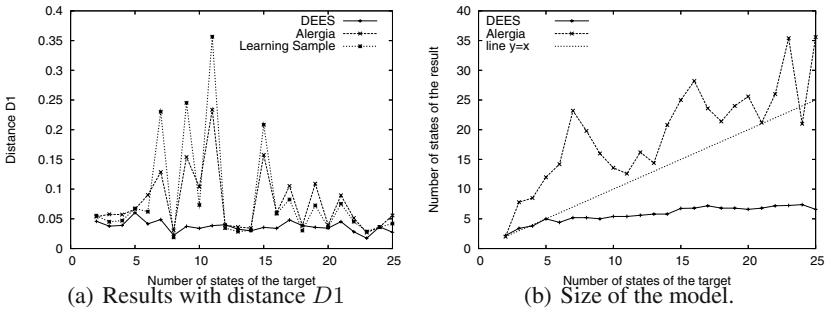 0.4
0.35
0.3
0.25
0.2
0.15
0.1
0.05
0
0 5 10 15 20 25
Distance D1
Number of states of the target
DEES
Alergia
Learning Sample
(a) Results with distance D1
40
35
30
25
20
15
10
5
0
0 5 10 15 20 25
Number of states of the result
Number of states of the target
DEES
Alergia
line y=x
(b) Size of the model.